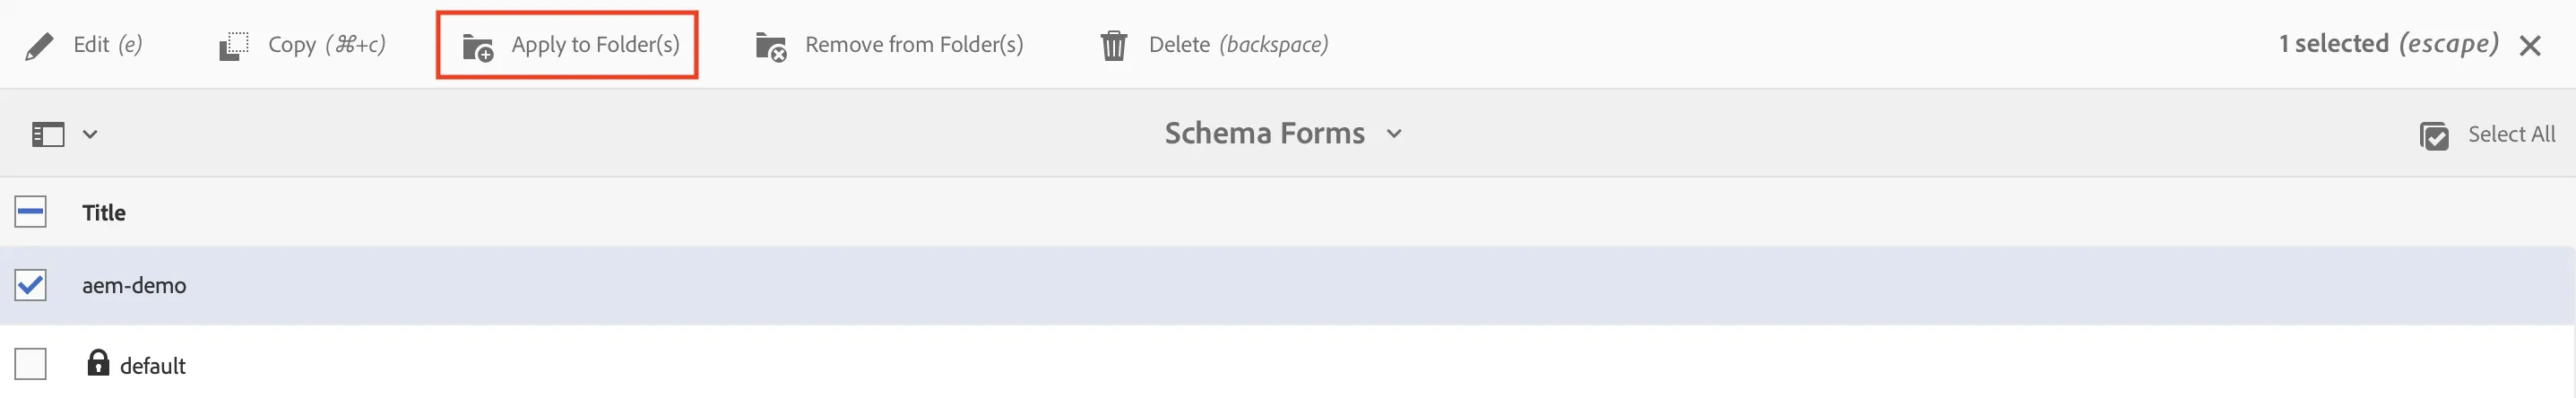 Edit (e) Copy (⌘+c) Apply to Folder(s) Remove from Folder(s) Delete (backspace) 1 selected (escape)
Schema Forms Select All
Title
aem-demo
default